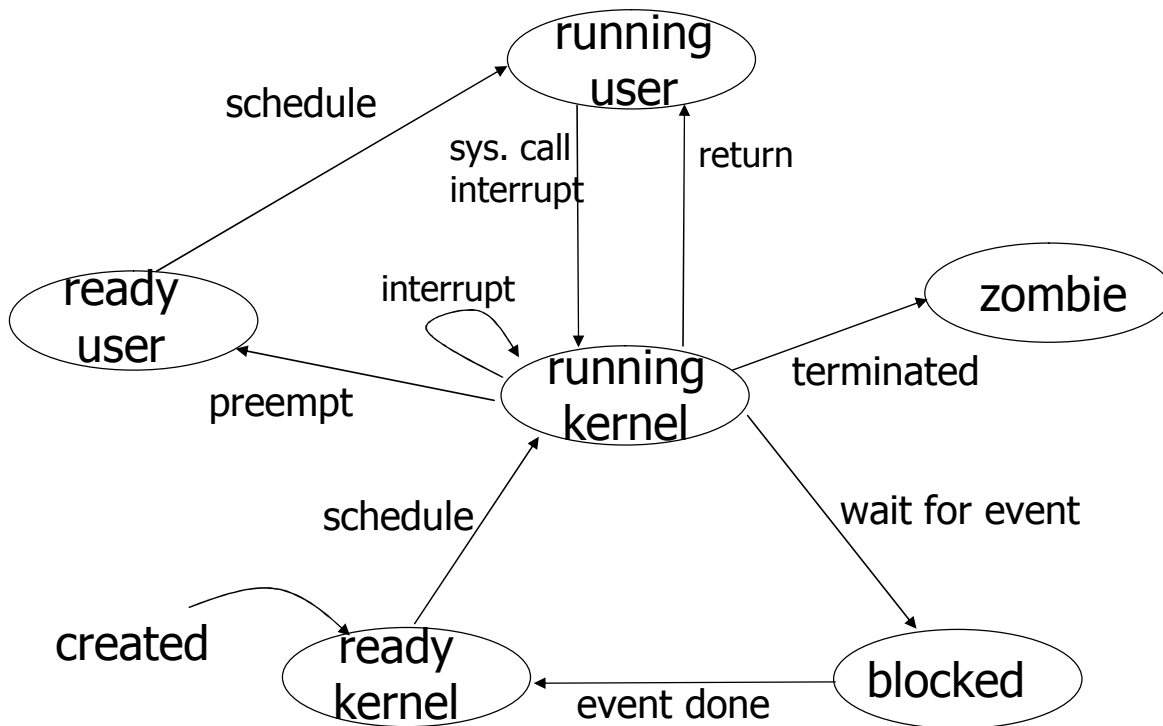 running
user
schedule
sys. call
interrupt
return
ready
user
interrupt
zombie
running
kernel
terminated
preempt
schedule
wait for event
created
ready
kernel
blocked
event done